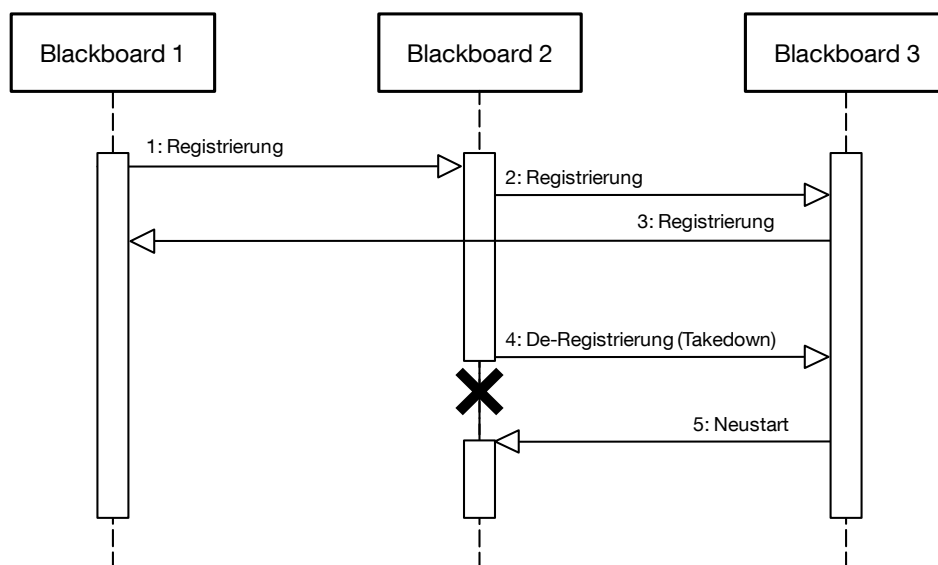 Blackboard 1
Blackboard 2
Blackboard 3
1: Registrierung
2: Registrierung
3: Registrierung
4: De-Registrierung (Takedown)
5: Neustart